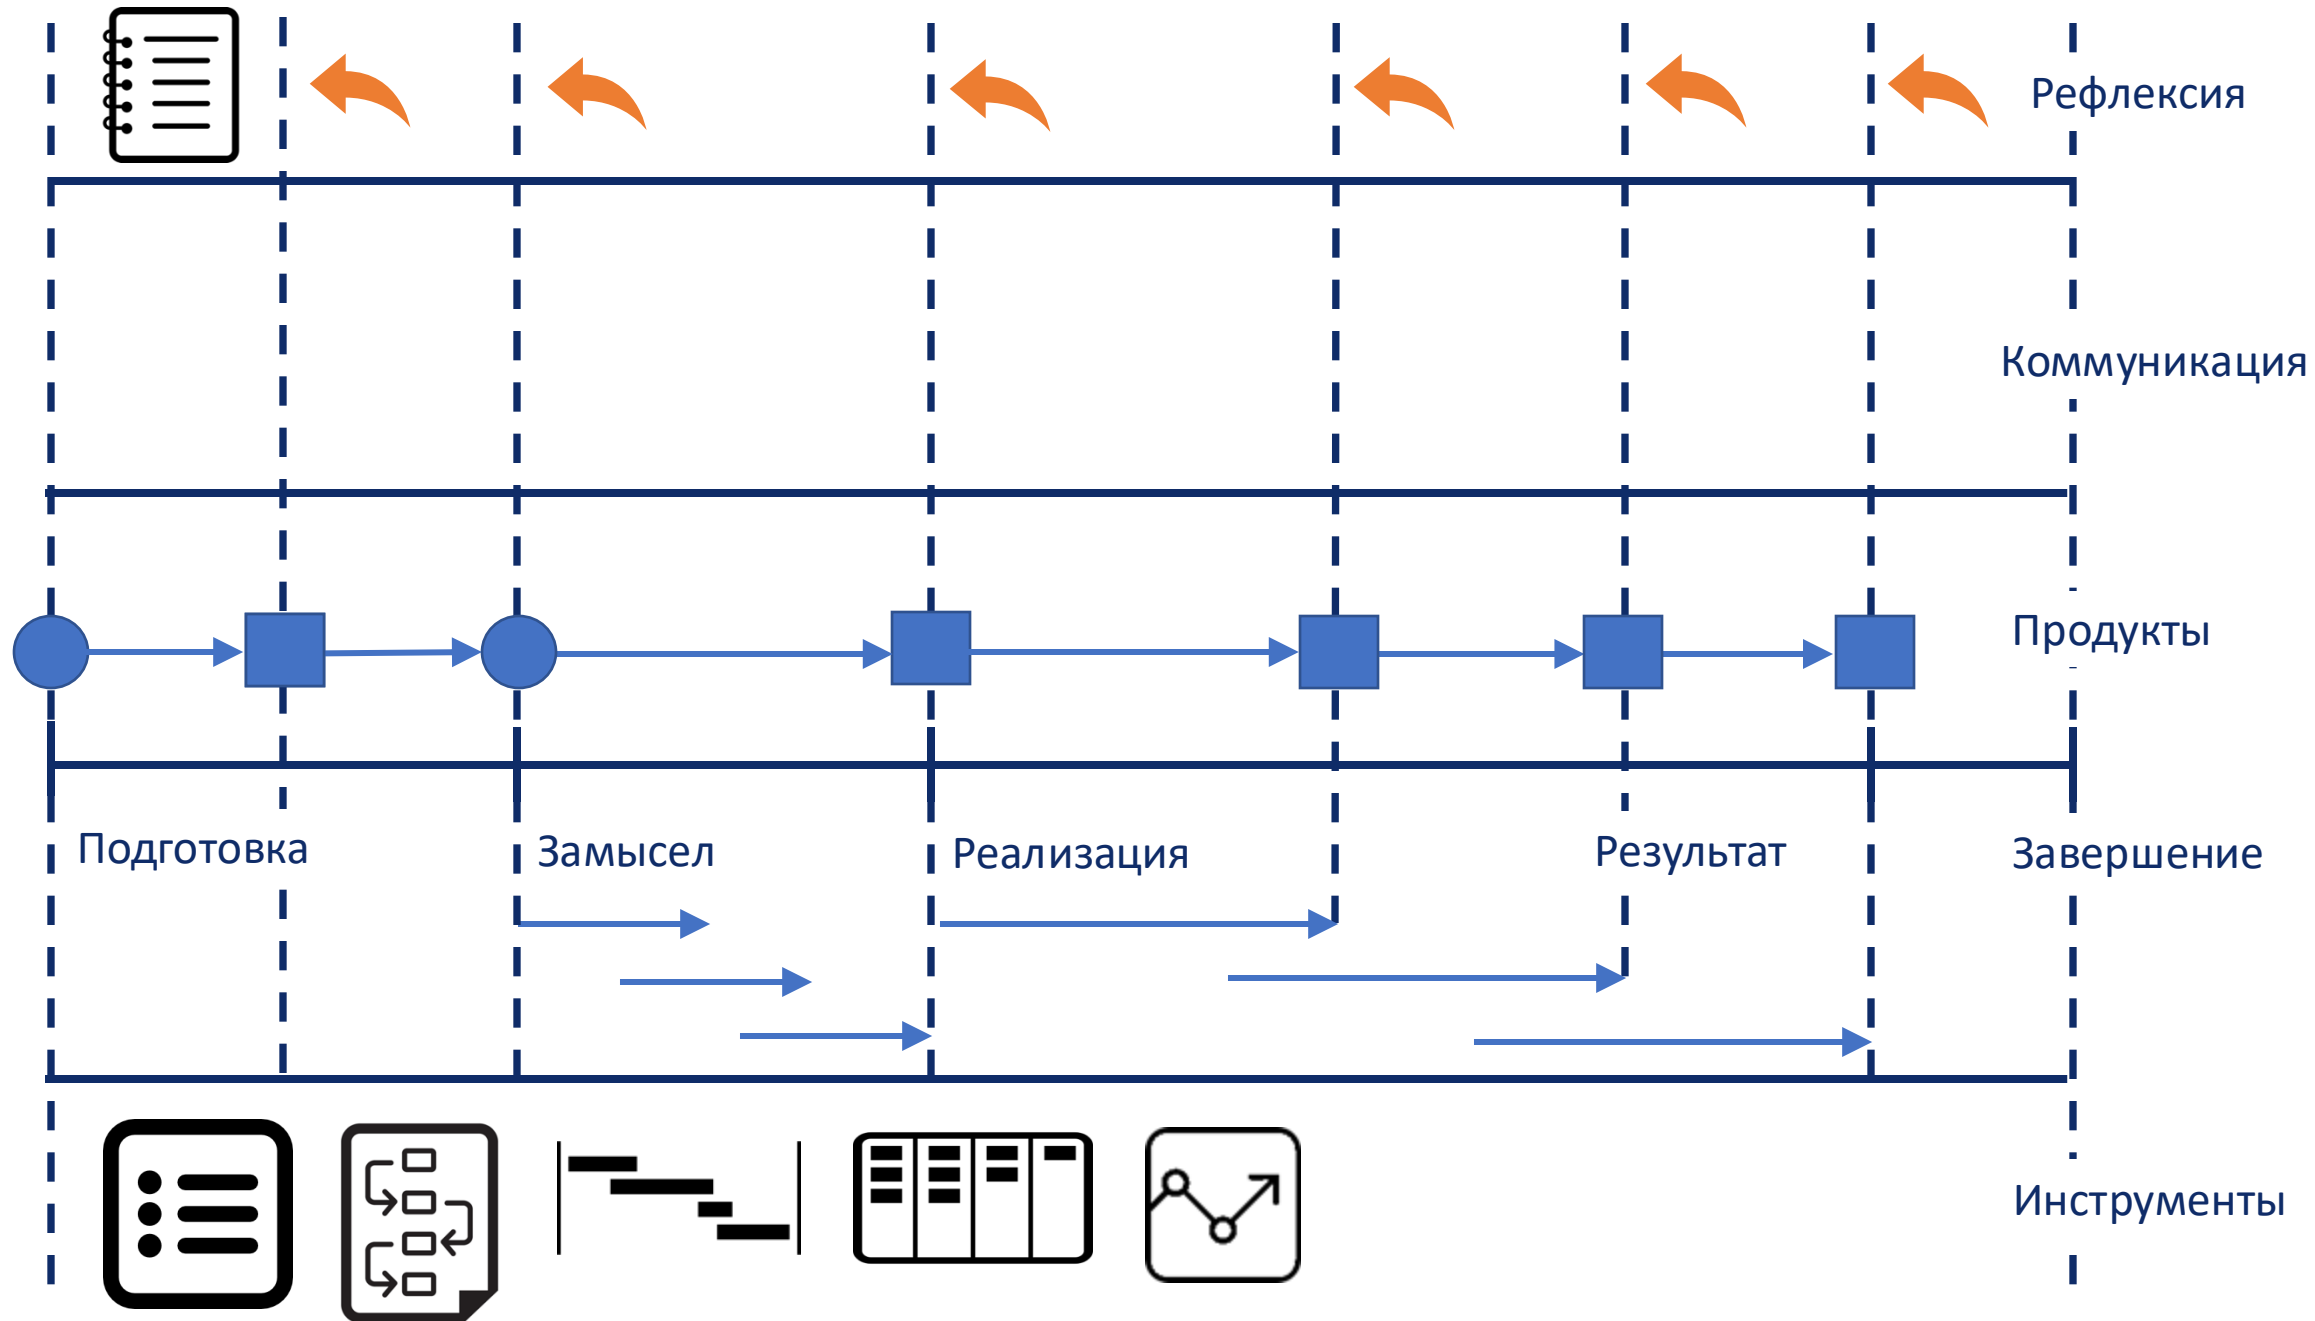 Рефлексия
Коммуникация
Продукты
Подготовка
Замысел
Реализация
Результат
Завершение
Инструменты